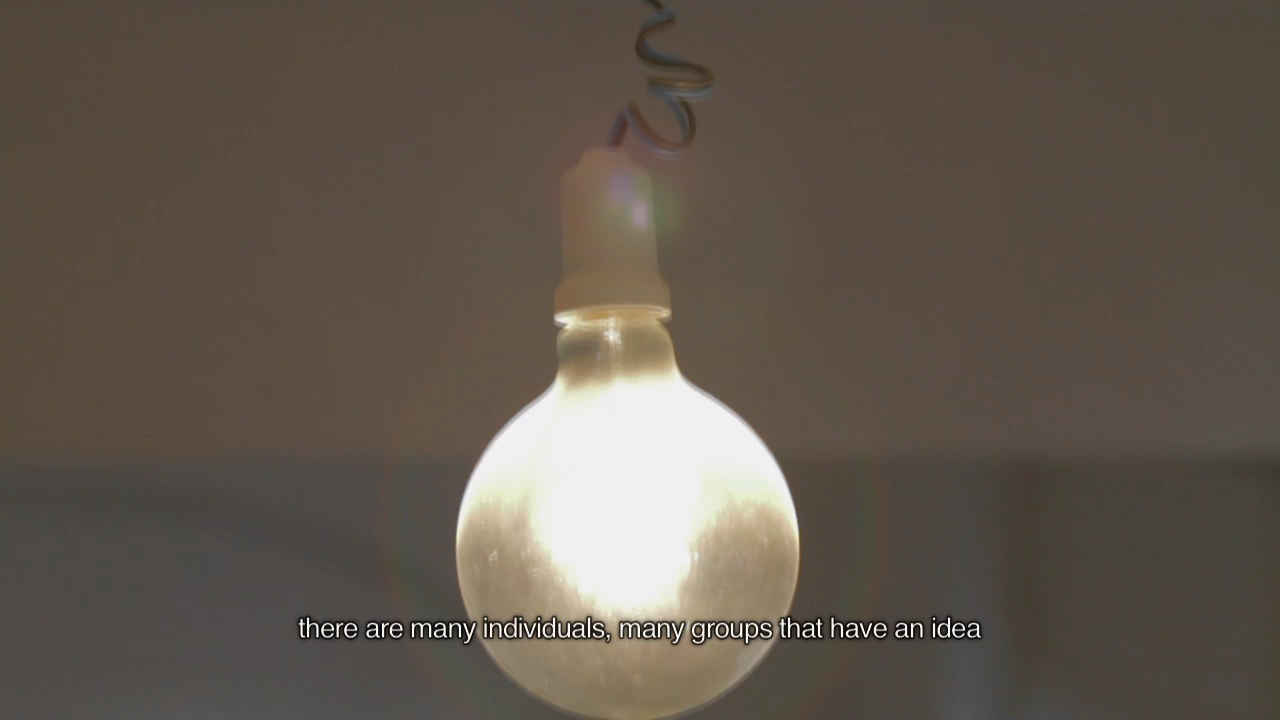 there are many individuals, many groups that have an idea